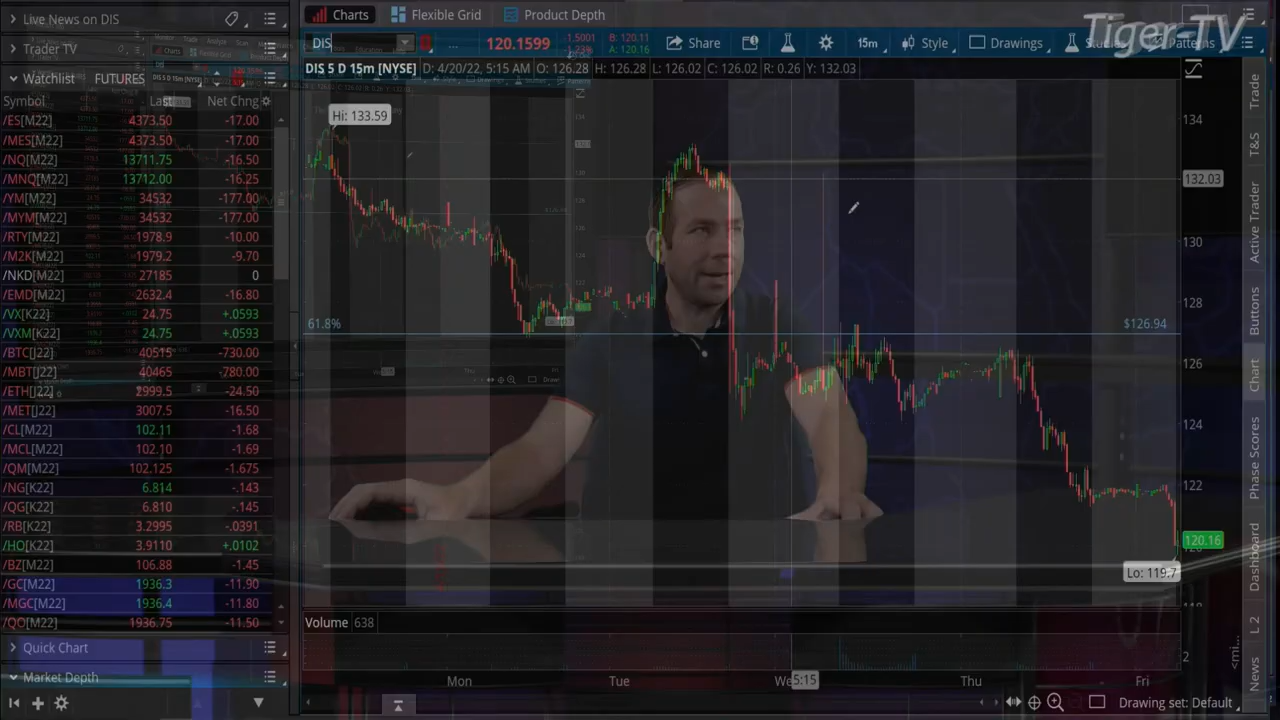 Live News on DIS
Trader TV
Watchlist FUTURES
Symbol Last Net Chng
/ES[M22] 4373.50 -17.00
/MES[M22] 4373.50 -17.00
/NQ[M22] 13711.75 -16.50
/MNQ[M22] 13712.00 -16.25
/YM[M22] 34532 -177.00
/MYM[M22] 34532 -177.00
/RTY[M22] 1978.9 -10.00
/M2K[M22] 1979.2 -9.70
/NKD[M22] 27185 0
/EMD[M22] 2632.4 -16.80
/VX[K22] 24.75 +.0593
/VXM[K22] 24.75 +.0593
/BTC[J22] 40515 -730.00
/MBT[J22] 40465 -780.00
/ETH[J22] 2999.5 -24.50
/MET[J22] 3007.5 -16.50
/CL[M22] 102.11 -1.68
/MCL[M22] 102.10 -1.69
/QM[M22] 102.125 -1.675
/NG[K22] 6.814 -.143
/QG[K22] 6.810 -.145
/RB[K22] 3.2995 -.0391
/HO[K22] 3.9110 +.0102
/BZ[M22] 106.88 -1.45
/GC[M22] 1936.3 -11.90
/MGC[M22] 1936.4 -11.80
/QO[M22] 1936.75 -11.50
Quick Chart
Market Depth
Charts Flexible Grid Product Depth
Tiger-TV
DIS 120.1599 -1.5001 B: 120.11 Share 15m Style Drawings Studies Patterns
-1.23% A: 120.16
DIS 5 D 15m [NYSE] D: 4/20/22, 5:15 AM O: 126.28 H: 126.28 L: 126.02 C: 126.02 R: 0.26 Y: 132.03
Hi: 133.59
134
132.03
130
128
61.8% $126.94
126
124
122
120.16
Lo: 119.7
118
Volume 638
2
Mon Tue We 5:15 Thu Fri
Drawing set: Default
Trade
T&S
Active Trader
Buttons
Chart
Phase Scores
Dashboard
L 2
News